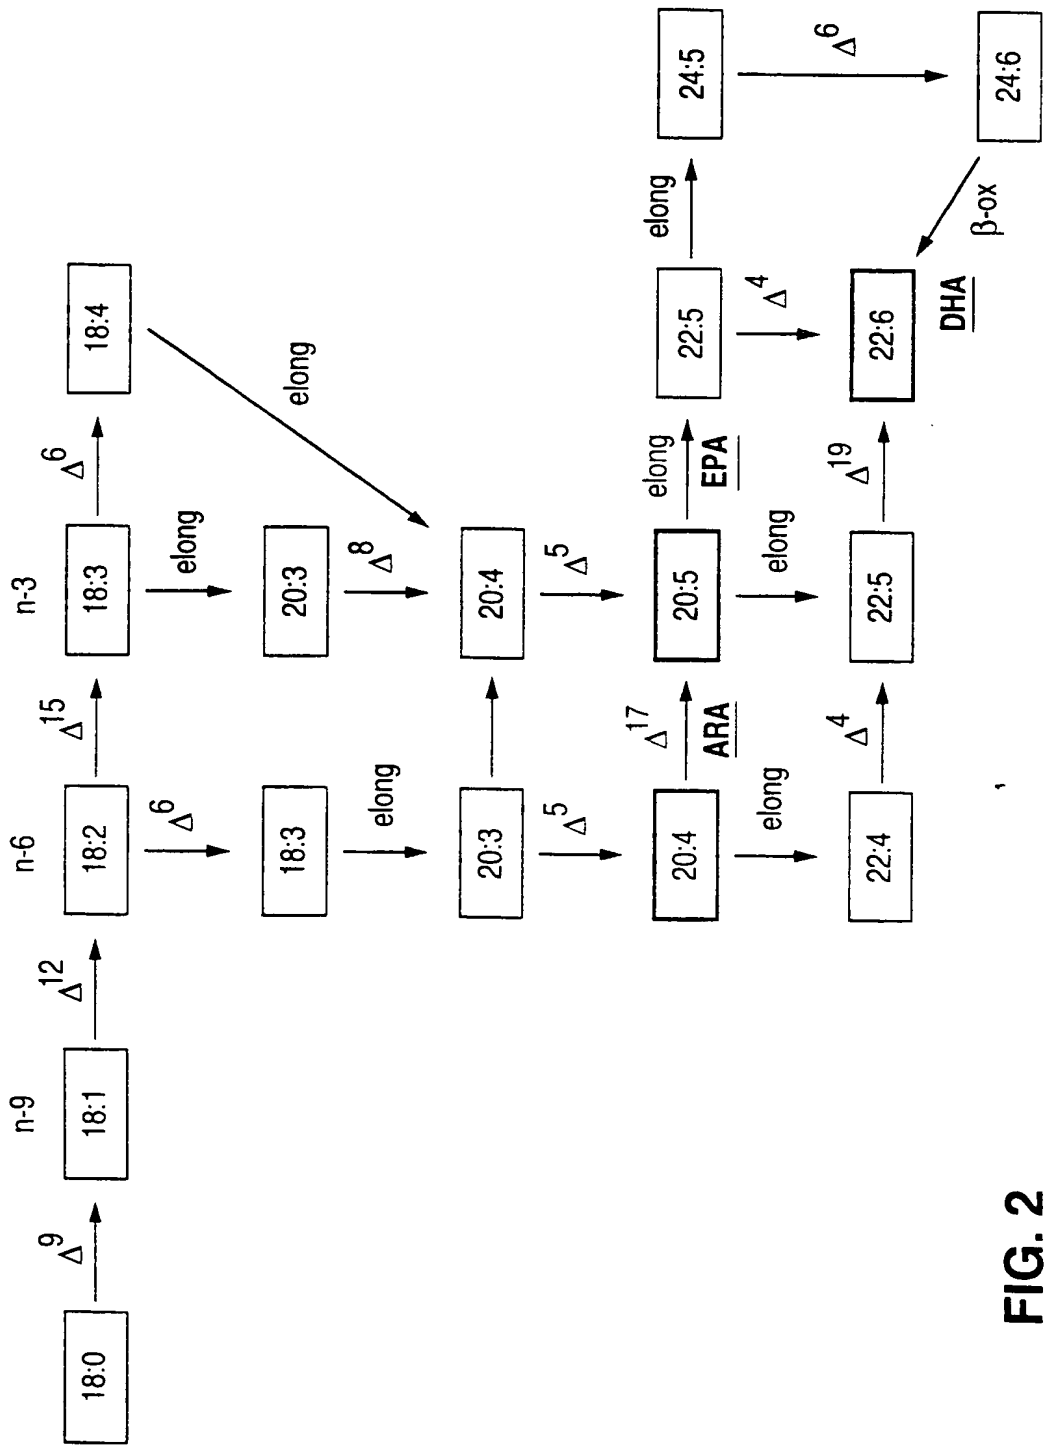 n-9 n-6 n-3
Δ⁹ Δ¹² Δ¹⁵ Δ⁶
18:0 18:1 18:2 18:3 18:4
Δ⁶ elong
18:3 20:3 elong
elong Δ⁸
20:3 20:4
Δ⁵ Δ⁵
Δ¹⁷ elong elong
20:4 20:5 22:5 24:5
ARA EPA
elong elong Δ⁴ Δ⁶
Δ⁴ Δ¹⁹
22:4 22:5 22:6
DHA β-ox
24:6
FIG. 2